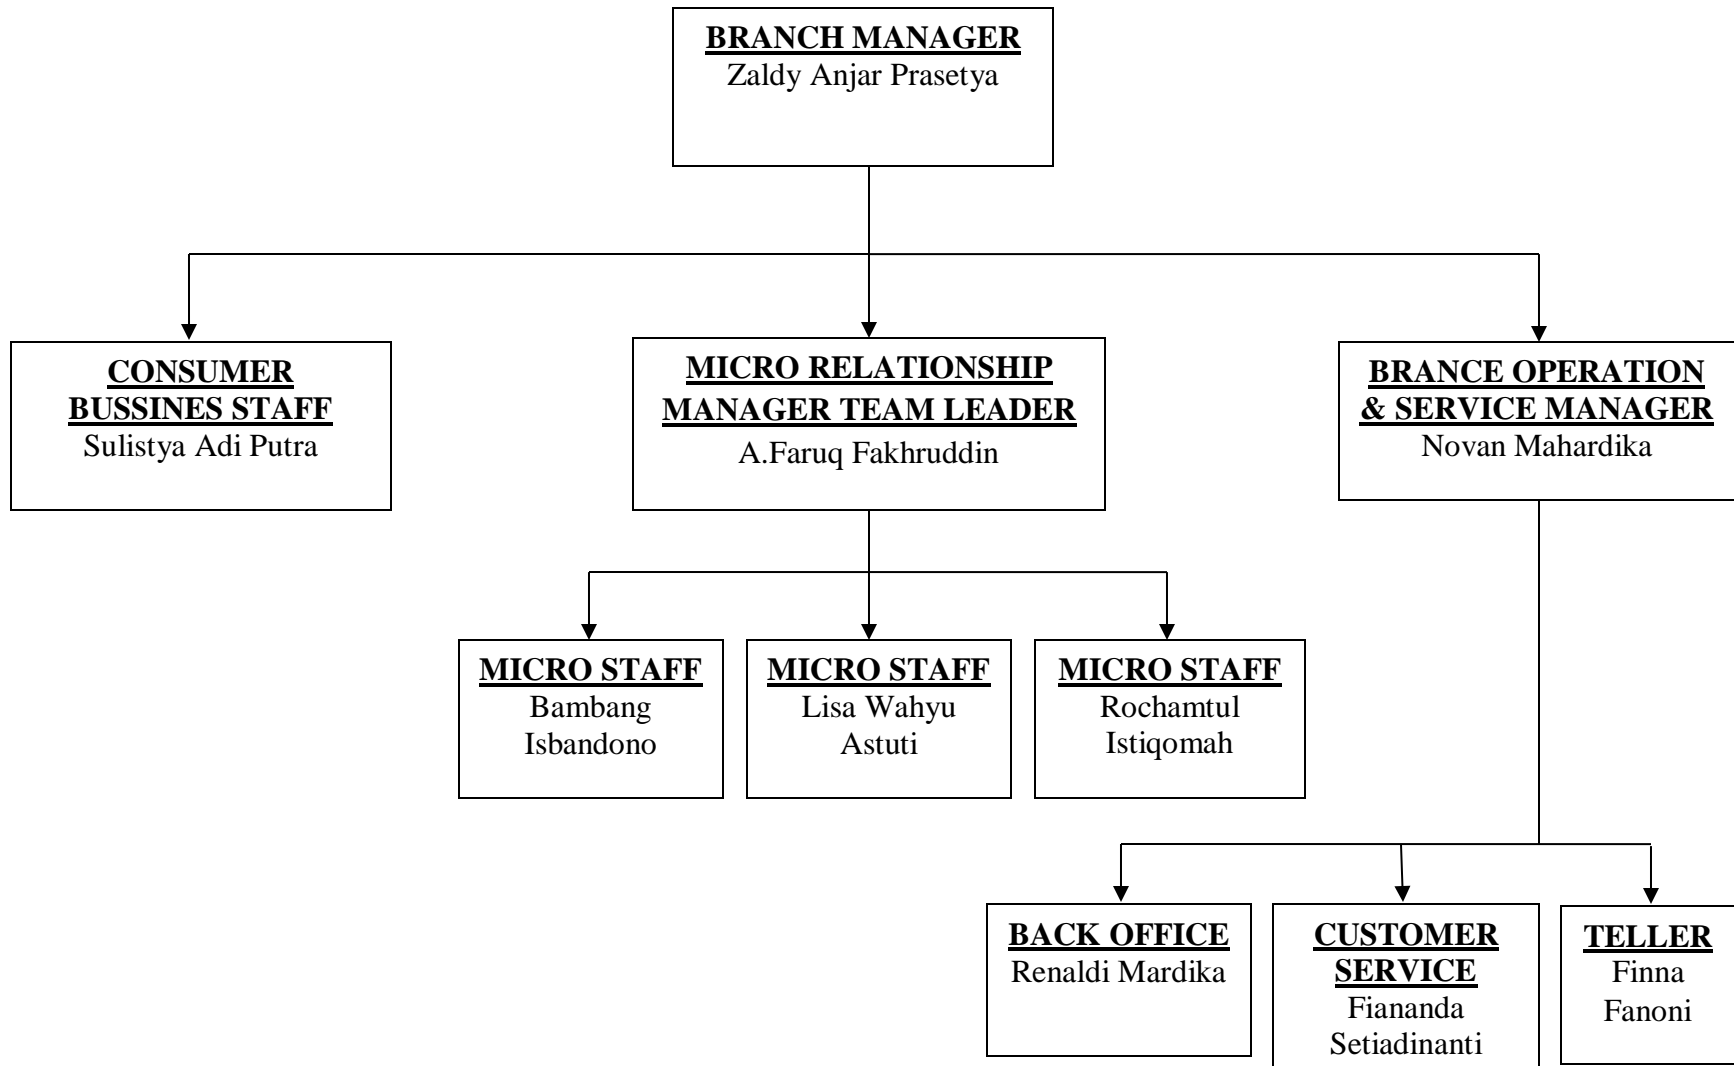 BRANCH MANAGER
Zaldy Anjar Prasetya
CONSUMER
BUSSINES STAFF
Sulistya Adi Putra
MICRO RELATIONSHIP
MANAGER TEAM LEADER
A.Faruq Fakhruddin
BRANCE OPERATION
& SERVICE MANAGER
Novan Mahardika
MICRO STAFF
Bambang
Isbandono
MICRO STAFF
Lisa Wahyu
Astuti
MICRO STAFF
Rochamtul
Istiqomah
BACK OFFICE
Renaldi Mardika
CUSTOMER
SERVICE
Fiananda
Setiadinanti
TELLER
Finna
Fanoni